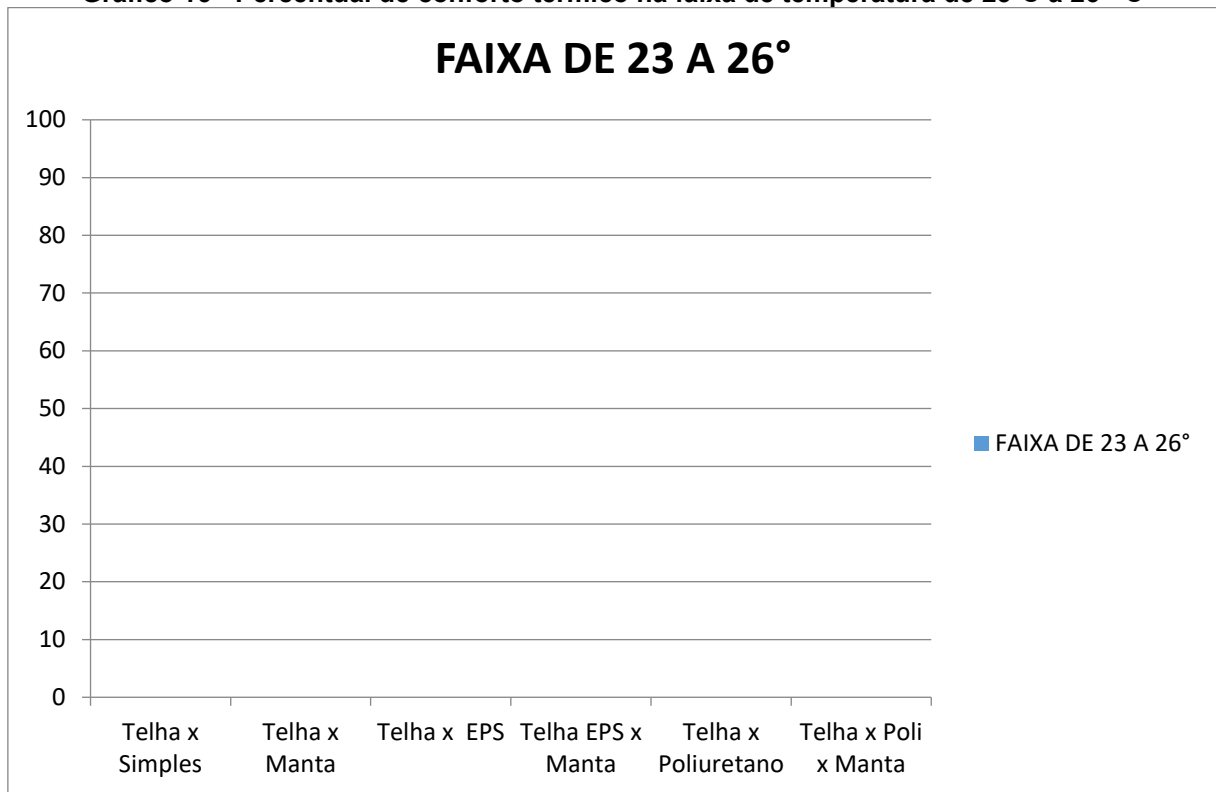 FAIXA DE 23 A 26°
100
90
80
70
60
50
40
30
20
10
0
Telha x Simples
Telha x Manta
Telha x EPS
Telha EPS x Manta
Telha x Poliuretano
Telha x Poli x Manta
FAIXA DE 23 A 26°